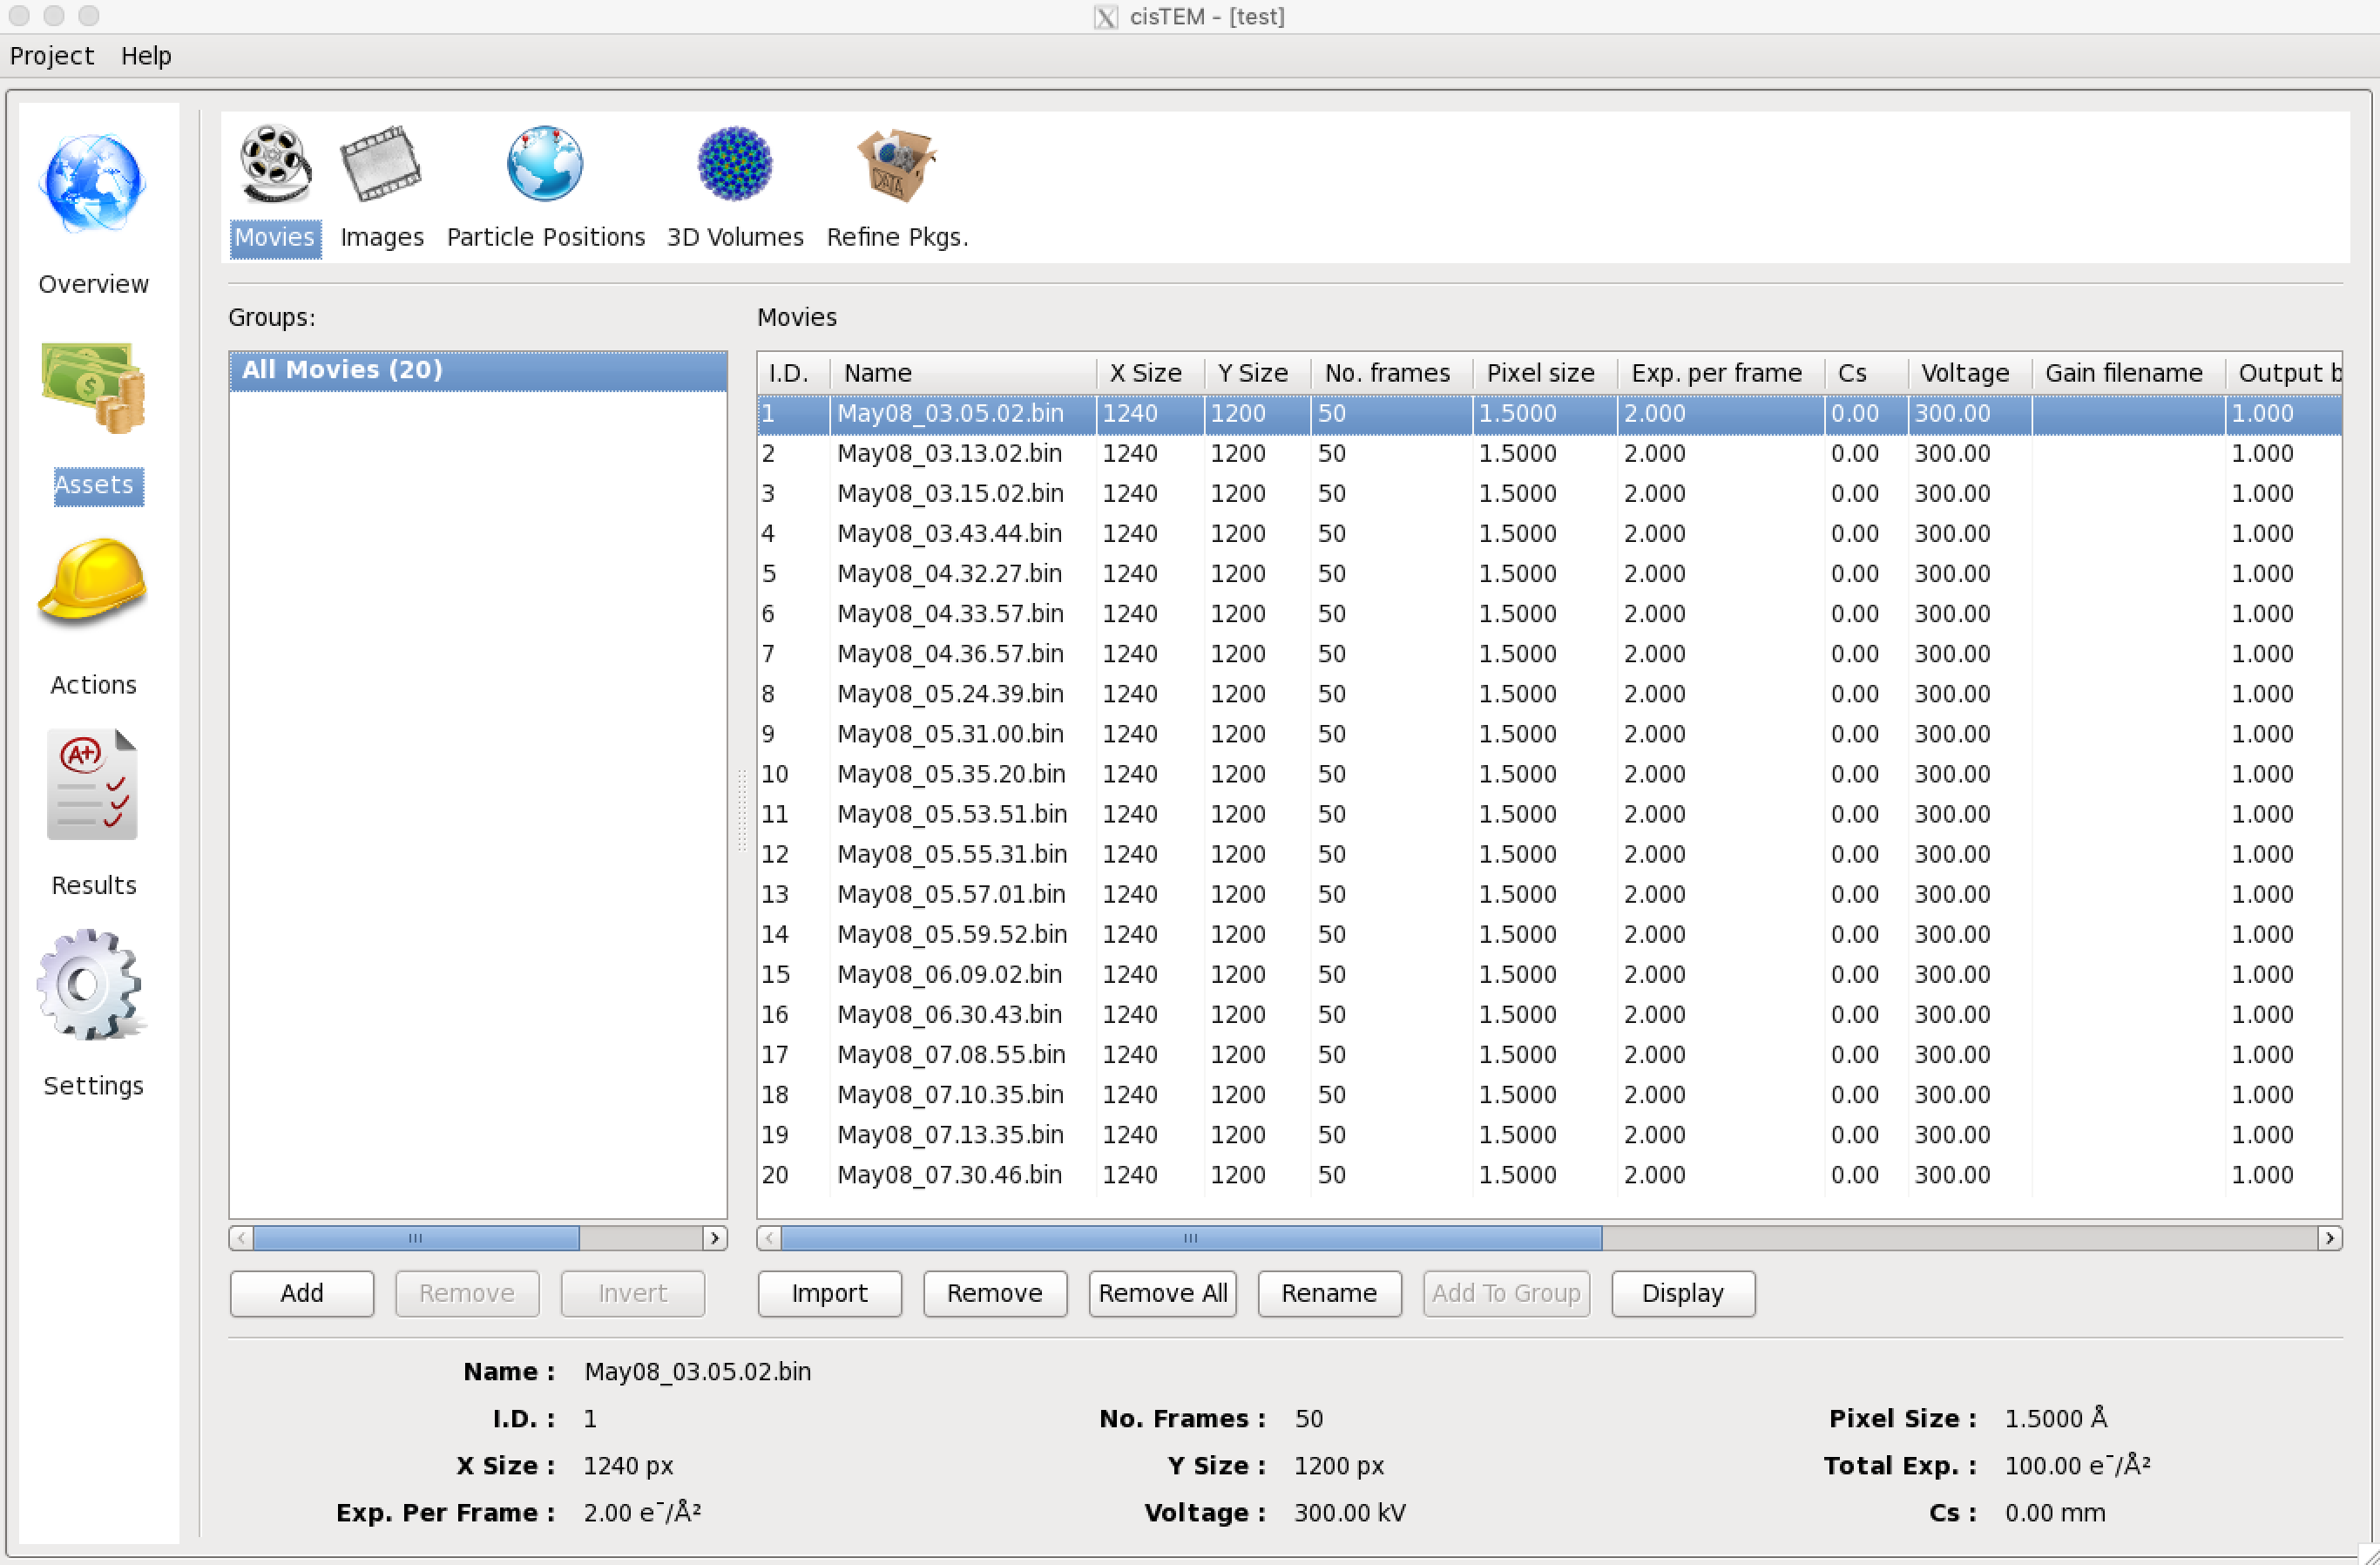 cisTEM - [test]
Project Help
Overview
Assets
Actions
A+
Results
Settings
DATA
Movies Images Particle Positions 3D Volumes Refine Pkgs.
Groups:
All Movies (20)
Add Remove Invert
Movies
I.D. Name X Size Y Size No. frames Pixel size Exp. per frame Cs Voltage Gain filename Output b
1 May08_03.05.02.bin 1240 1200 50 1.5000 2.000 0.00 300.00 1.000
2 May08_03.13.02.bin 1240 1200 50 1.5000 2.000 0.00 300.00 1.000
3 May08_03.15.02.bin 1240 1200 50 1.5000 2.000 0.00 300.00 1.000
4 May08_03.43.44.bin 1240 1200 50 1.5000 2.000 0.00 300.00 1.000
5 May08_04.32.27.bin 1240 1200 50 1.5000 2.000 0.00 300.00 1.000
6 May08_04.33.57.bin 1240 1200 50 1.5000 2.000 0.00 300.00 1.000
7 May08_04.36.57.bin 1240 1200 50 1.5000 2.000 0.00 300.00 1.000
8 May08_05.24.39.bin 1240 1200 50 1.5000 2.000 0.00 300.00 1.000
9 May08_05.31.00.bin 1240 1200 50 1.5000 2.000 0.00 300.00 1.000
10 May08_05.35.20.bin 1240 1200 50 1.5000 2.000 0.00 300.00 1.000
11 May08_05.53.51.bin 1240 1200 50 1.5000 2.000 0.00 300.00 1.000
12 May08_05.55.31.bin 1240 1200 50 1.5000 2.000 0.00 300.00 1.000
13 May08_05.57.01.bin 1240 1200 50 1.5000 2.000 0.00 300.00 1.000
14 May08_05.59.52.bin 1240 1200 50 1.5000 2.000 0.00 300.00 1.000
15 May08_06.09.02.bin 1240 1200 50 1.5000 2.000 0.00 300.00 1.000
16 May08_06.30.43.bin 1240 1200 50 1.5000 2.000 0.00 300.00 1.000
17 May08_07.08.55.bin 1240 1200 50 1.5000 2.000 0.00 300.00 1.000
18 May08_07.10.35.bin 1240 1200 50 1.5000 2.000 0.00 300.00 1.000
19 May08_07.13.35.bin 1240 1200 50 1.5000 2.000 0.00 300.00 1.000
20 May08_07.30.46.bin 1240 1200 50 1.5000 2.000 0.00 300.00 1.000
Import Remove Remove All Rename Add To Group Display
Name : May08_03.05.02.bin
I.D. : 1 No. Frames : 50 Pixel Size : 1.5000 Å
X Size : 1240 px Y Size : 1200 px Total Exp. : 100.00 e¯/Å²
Exp. Per Frame : 2.00 e¯/Å² Voltage : 300.00 kV Cs : 0.00 mm